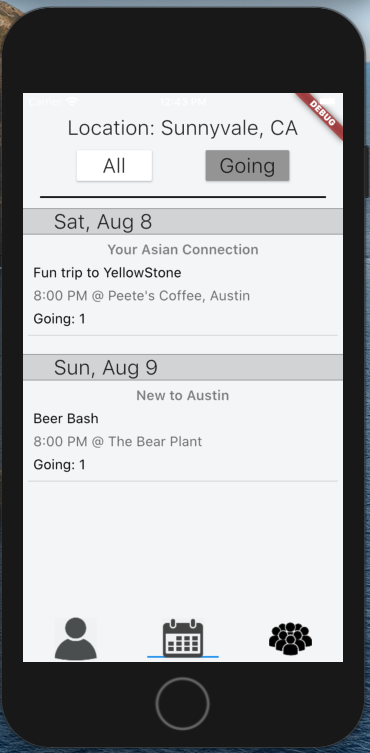 12:43 PM
DEBUG
Location: Sunnyvale, CA
All
Going
Sat, Aug 8
Your Asian Connection
Fun trip to YellowStone
8:00 PM @ Peete's Coffee, Austin
Going: 1
Sun, Aug 9
New to Austin
Beer Bash
8:00 PM @ The Bear Plant
Going: 1